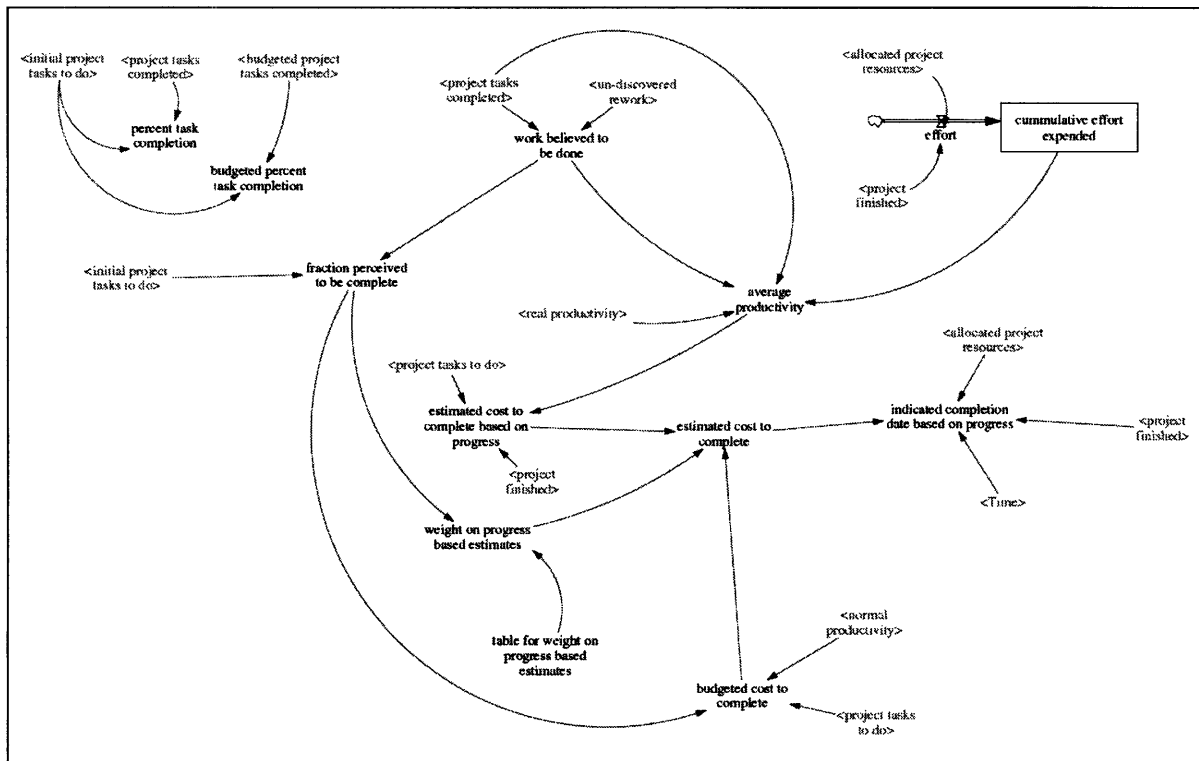 <initial project
tasks to do>
<project tasks
completed>
<budgeted project
tasks completed>
percent task
completion
budgeted percent
task completion
<project tasks
completed>
<un-discovered
rework>
work believed to
be done
<allocated project
resources>
effort
cummulative effort
expended
<project
finished>
<initial project
tasks to do>
fraction perceived
to be complete
average
productivity
<real productivity>
<allocated project
resources>
<project tasks to do>
estimated cost to
complete based on
progress
estimated cost to
complete
indicated completion
date based on progress
<project
finished>
<project
finished>
<Time>
weight on progress
based estimates
table for weight on
progress based
estimates
<normal
productivity>
budgeted cost to
complete
<project tasks
to do>